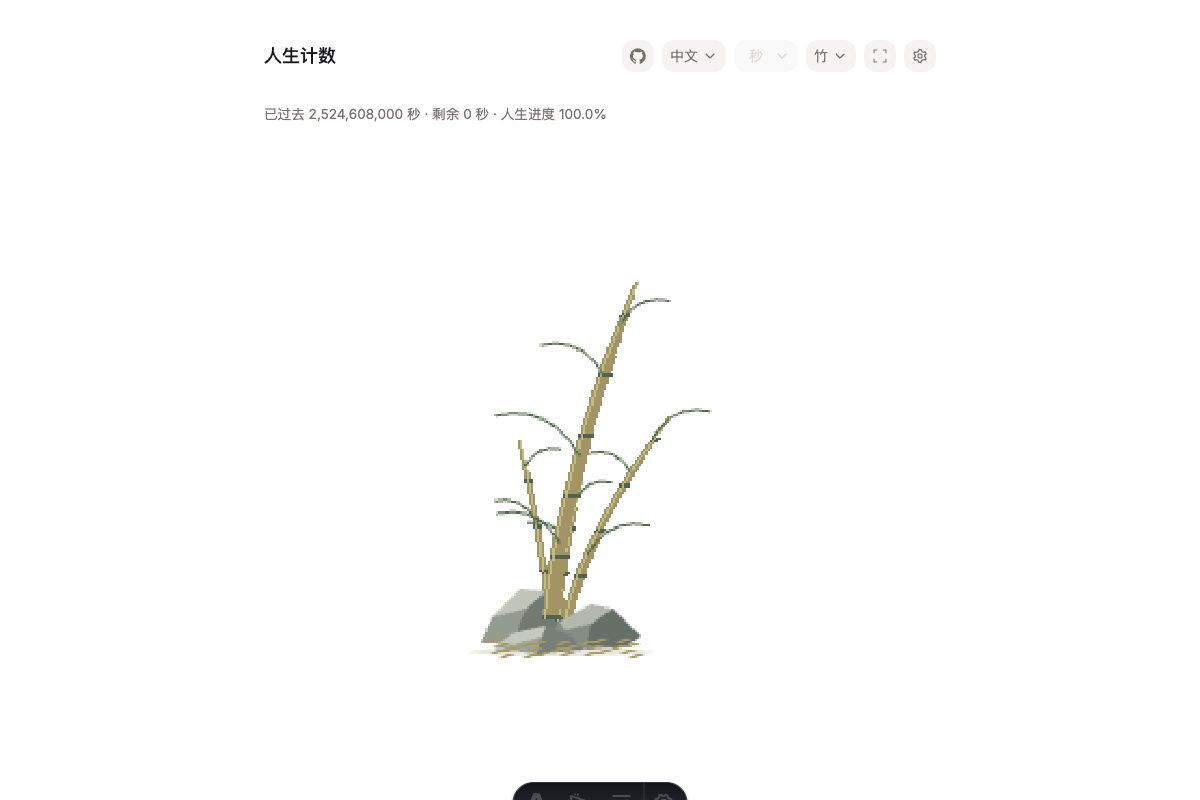 人生计数
中文
秒
竹
已过去 2,524,608,000 秒 · 剩余 0 秒 · 人生进度 100.0%